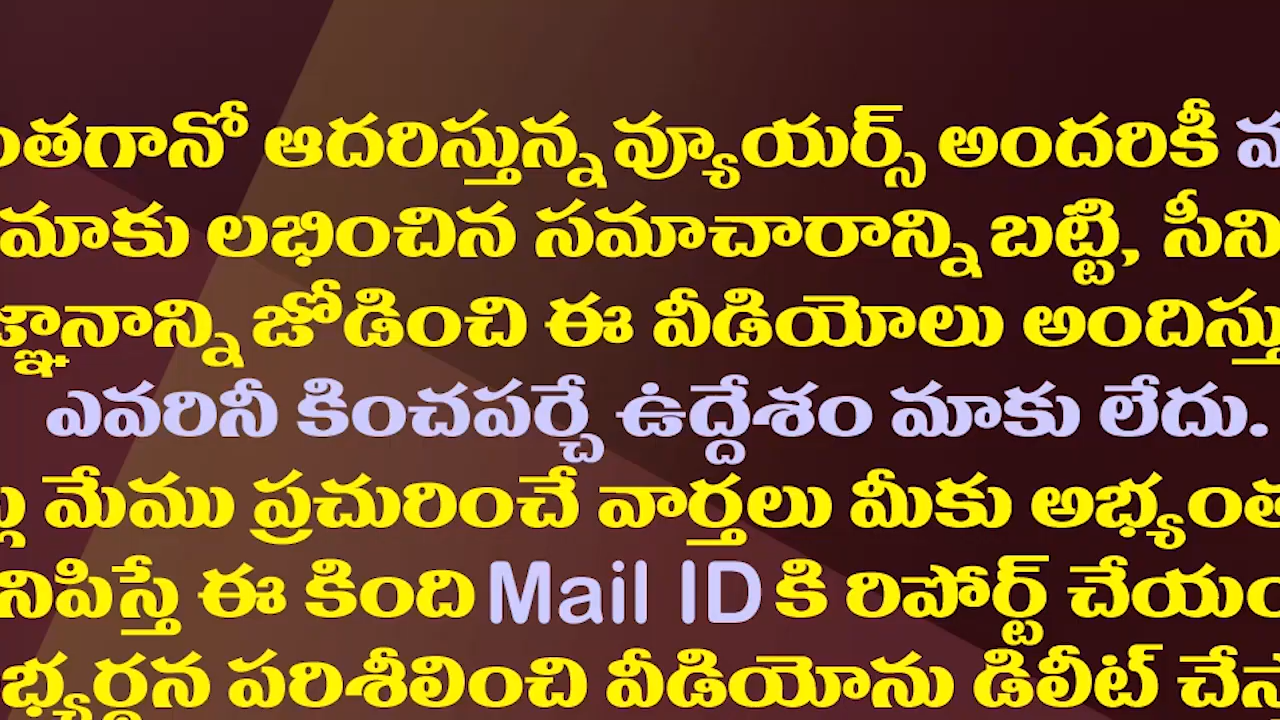 ఆదరిస్తున్న వ్యూయర్స్ అందరికీ
మాకు లభించిన సమాచారాన్ని బట్టి,
జోడించి ఈ వీడియోలు
ఎవరినీ కించపర్చే ఉద్దేశం మాకు లేదు.
మేము ప్రచురించే వార్తలు మీకు
ఈ కింది Mail ID కి రిపోర్ట్
పరిశీలించి వీడియోను డిలీట్